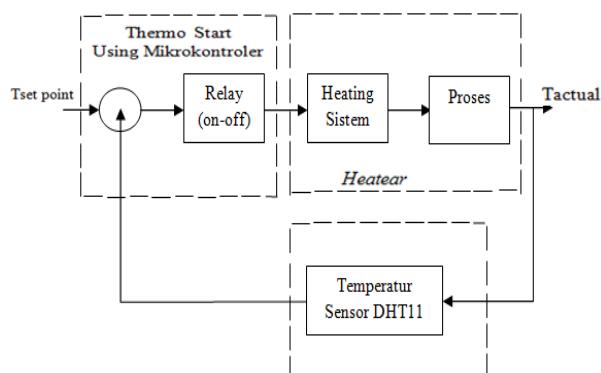 Thermo Start
Using Mikrokontroler
Tset point
Relay
(on-off)
Heating
Sistem
Proses
Tactual
Heatear
Temperatur
Sensor DHT11